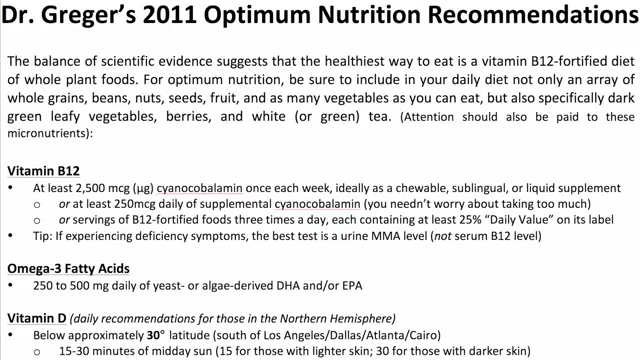 Dr. Greger's 2011 Optimum Nutrition Recommendations
The balance of scientific evidence suggests that the healthiest way to eat is a vitamin B12-fortified diet
of whole plant foods. For optimum nutrition, be sure to include in your daily diet not only an array of
whole grains, beans, nuts, seeds, fruit, and as many vegetables as you can eat, but also specifically dark
green leafy vegetables, berries, and white (or green) tea. (Attention should also be paid to these
micronutrients):
Vitamin B12
• At least 2,500 mcg (μg) cyanocobalamin once each week, ideally as a chewable, sublingual, or liquid supplement
o or at least 250mcg daily of supplemental cyanocobalamin (you needn't worry about taking too much)
o or servings of B12-fortified foods three times a day, each containing at least 25% "Daily Value" on its label
• Tip: If experiencing deficiency symptoms, the best test is a urine MMA level (not serum B12 level)
Omega-3 Fatty Acids
• 250 to 500 mg daily of yeast- or algae-derived DHA and/or EPA
Vitamin D (daily recommendations for those in the Northern Hemisphere)
• Below approximately 30° latitude (south of Los Angeles/Dallas/Atlanta/Cairo)
o 15-30 minutes of midday sun (15 for those with lighter skin; 30 for those with darker skin)